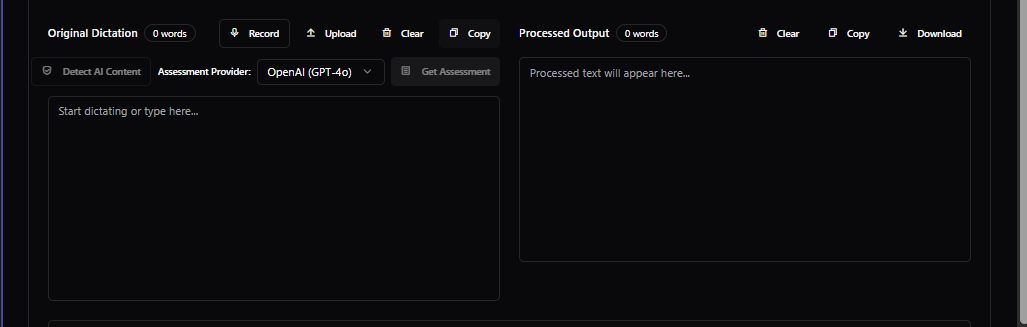 Original Dictation 0 words Record Upload Clear Copy
Processed Output 0 words Clear Copy Download
Detect AI Content Assessment Provider: OpenAI (GPT-4o) Get Assessment
Start dictating or type here...
Processed text will appear here...